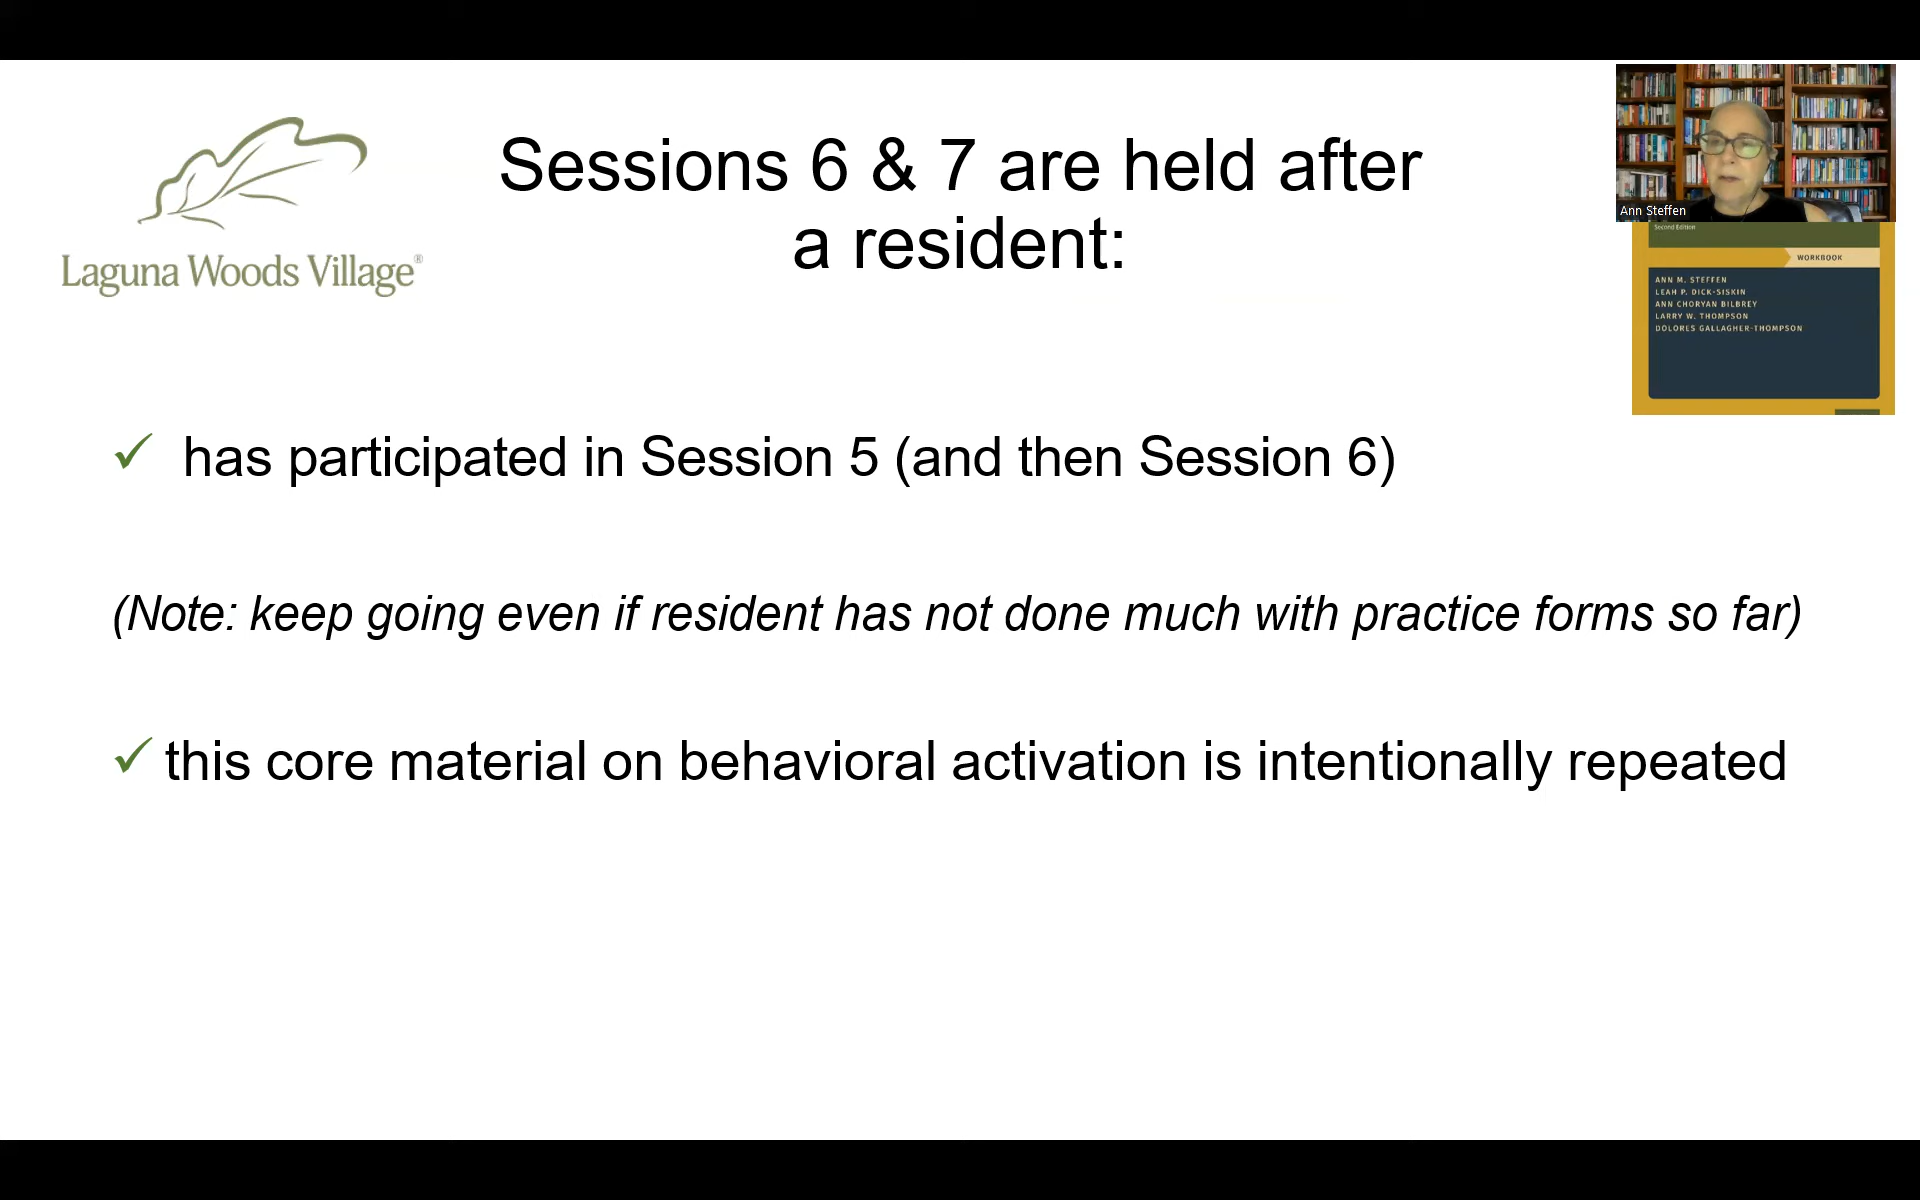 Sessions 6 & 7 are held after
a resident:
Laguna Woods Village®
Ann Steffen
Second Edition
WORKBOOK
ANN M. STEFFEN
LEAH P. DICK-SISKIN
ANN CHORYAN BILBREY
LARRY W. THOMPSON
DOLORES GALLAGHER-THOMPSON
✓ has participated in Session 5 (and then Session 6)
(Note: keep going even if resident has not done much with practice forms so far)
✓ this core material on behavioral activation is intentionally repeated